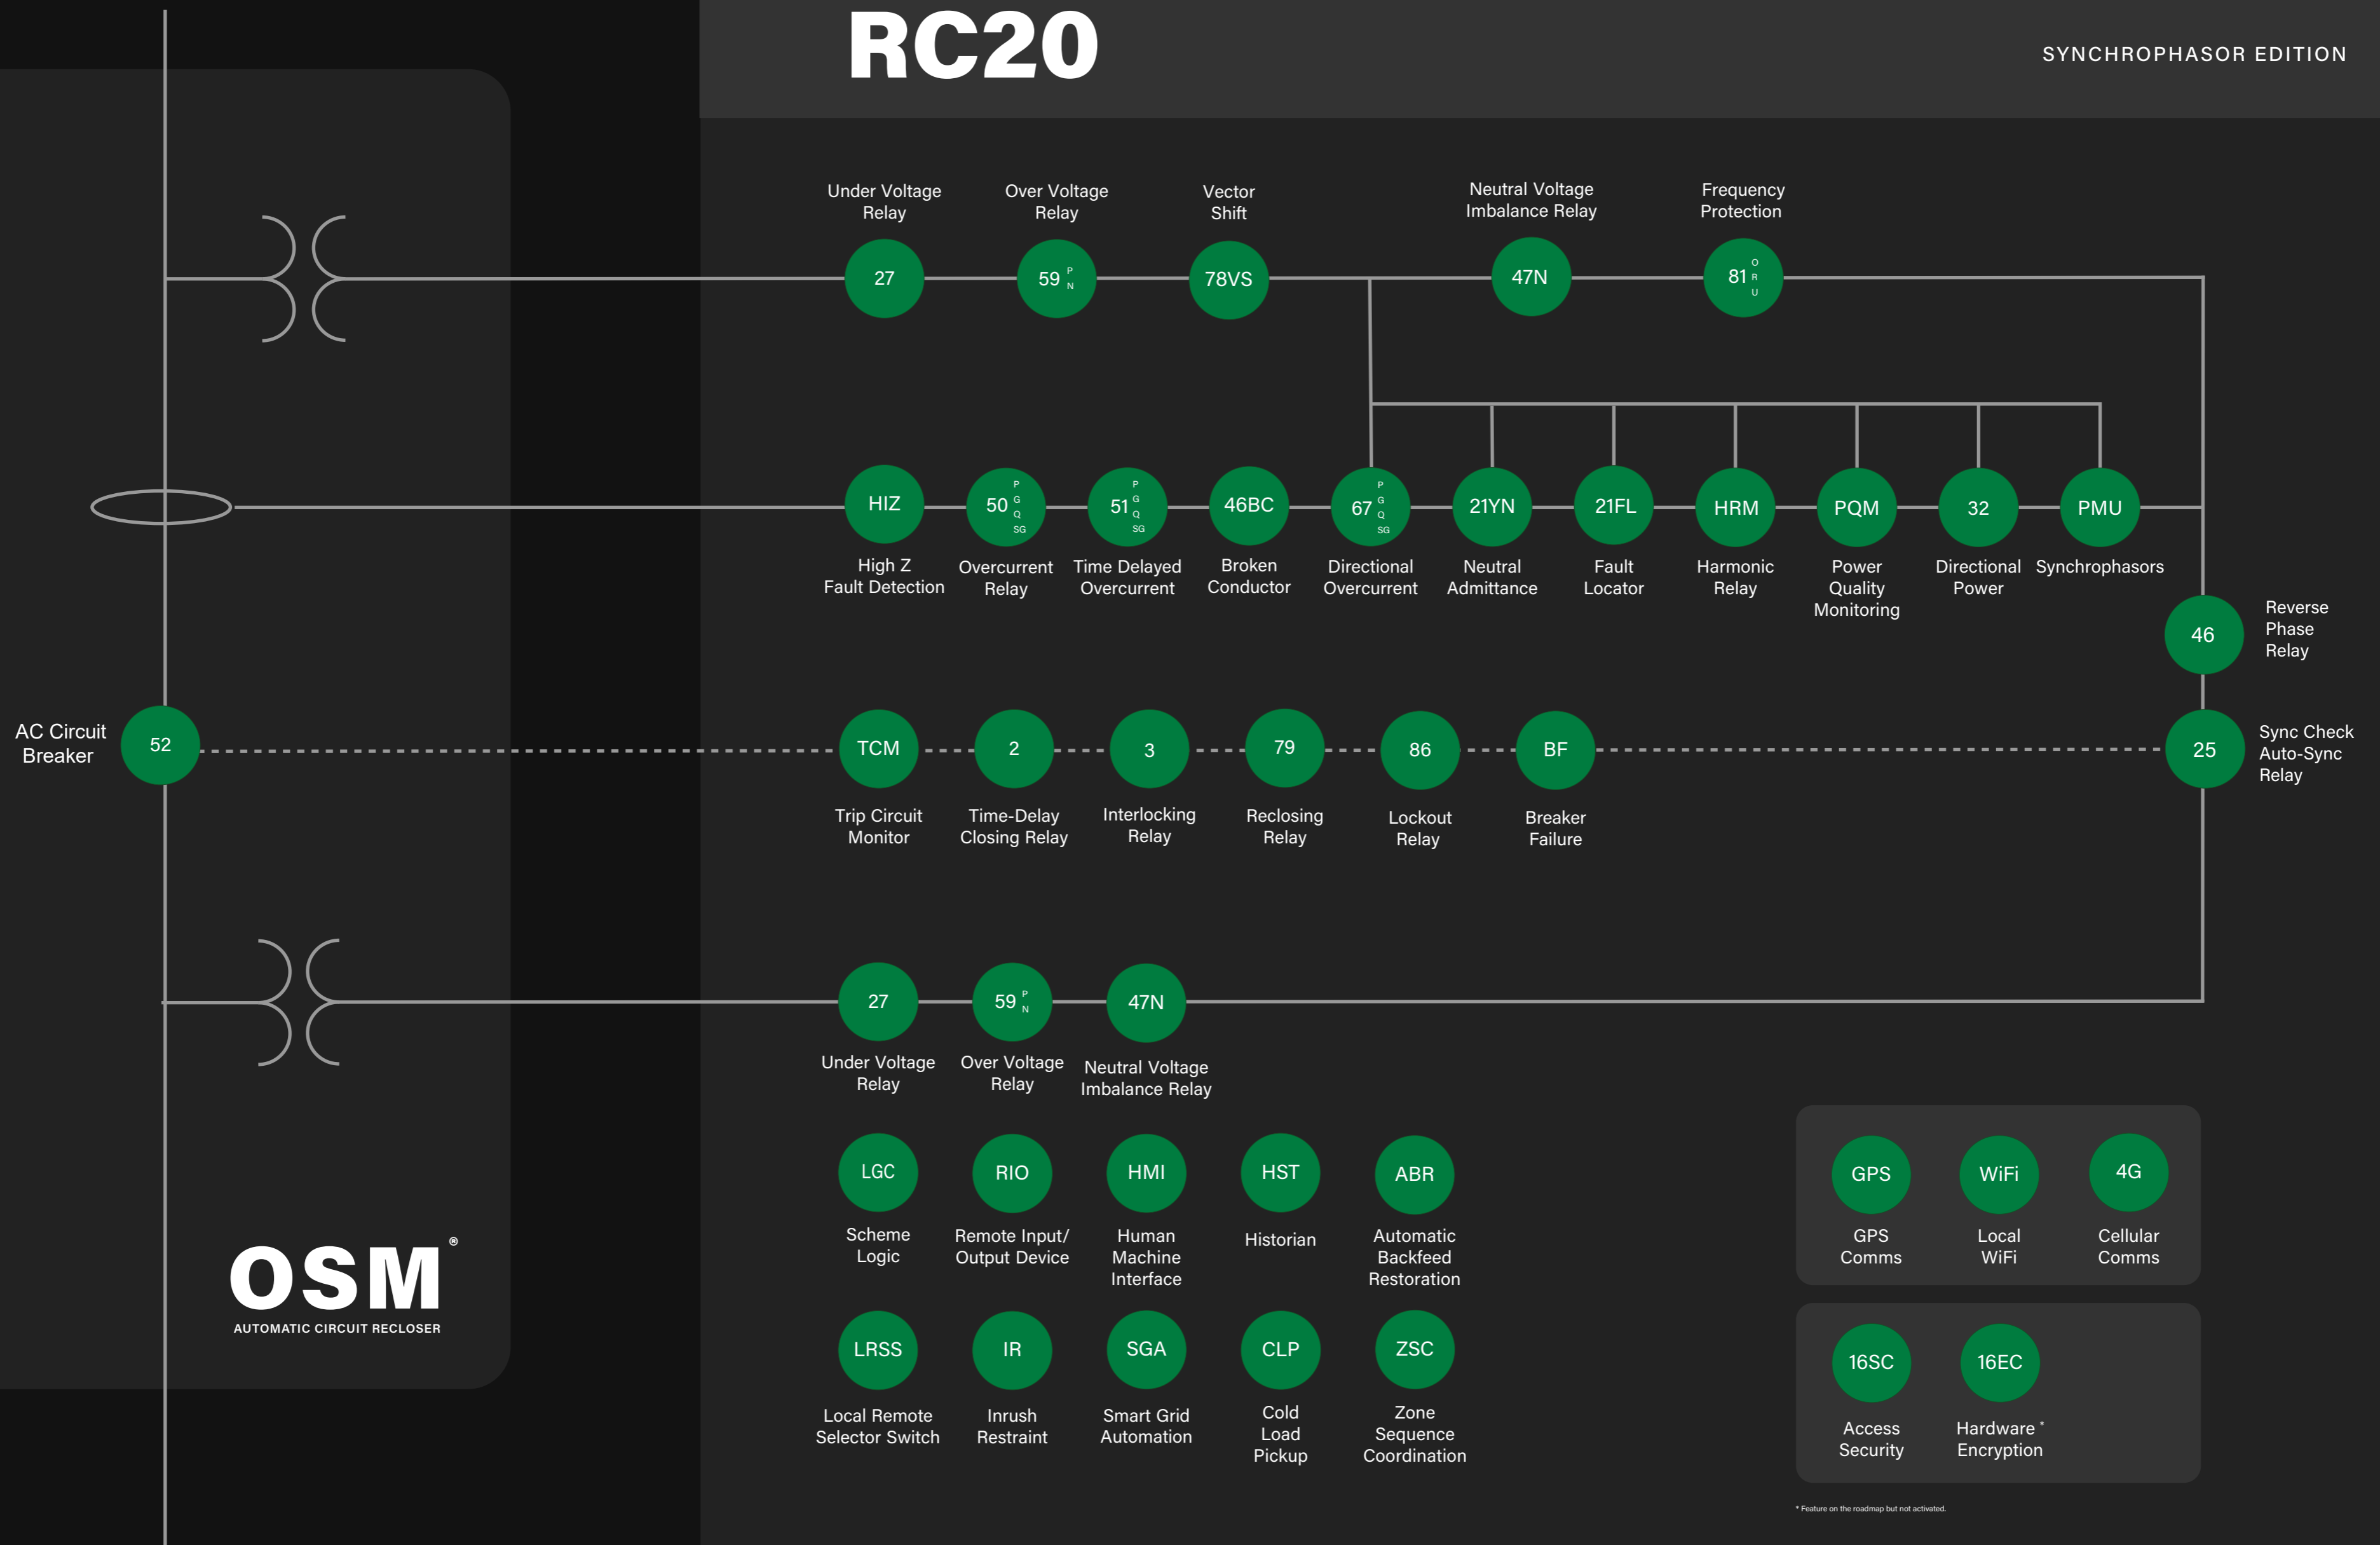 RC20
SYNCHROPHASOR EDITION
Under Voltage
Relay
Over Voltage
Relay
Vector
Shift
Neutral Voltage
Imbalance Relay
Frequency
Protection
27
59 P
N
78VS
47N
81 O
R
U
HIZ
50 P
G
Q
SG
51 P
G
Q
SG
46BC
67 P
G
Q
SG
21YN
21FL
HRM
PQM
32
PMU
High Z
Fault Detection
Overcurrent
Relay
Time Delayed
Overcurrent
Broken
Conductor
Directional
Overcurrent
Neutral
Admittance
Fault
Locator
Harmonic
Relay
Power
Quality
Monitoring
Directional
Power
Synchrophasors
46
Reverse
Phase
Relay
AC Circuit
Breaker
52
TCM
2
3
79
86
BF
25
Sync Check
Auto-Sync
Relay
Trip Circuit
Monitor
Time-Delay
Closing Relay
Interlocking
Relay
Reclosing
Relay
Lockout
Relay
Breaker
Failure
27
59 P
N
47N
Under Voltage
Relay
Over Voltage
Relay
Neutral Voltage
Imbalance Relay
LGC
RIO
HMI
HST
ABR
Scheme
Logic
Remote Input/
Output Device
Human
Machine
Interface
Historian
Automatic
Backfeed
Restoration
GPS
WiFi
4G
GPS
Comms
Local
WiFi
Cellular
Comms
OSM®
AUTOMATIC CIRCUIT RECLOSER
LRSS
IR
SGA
CLP
ZSC
Local Remote
Selector Switch
Inrush
Restraint
Smart Grid
Automation
Cold
Load
Pickup
Zone
Sequence
Coordination
16SC
16EC
Access
Security
Hardware *
Encryption
* Feature on the roadmap but not activated.